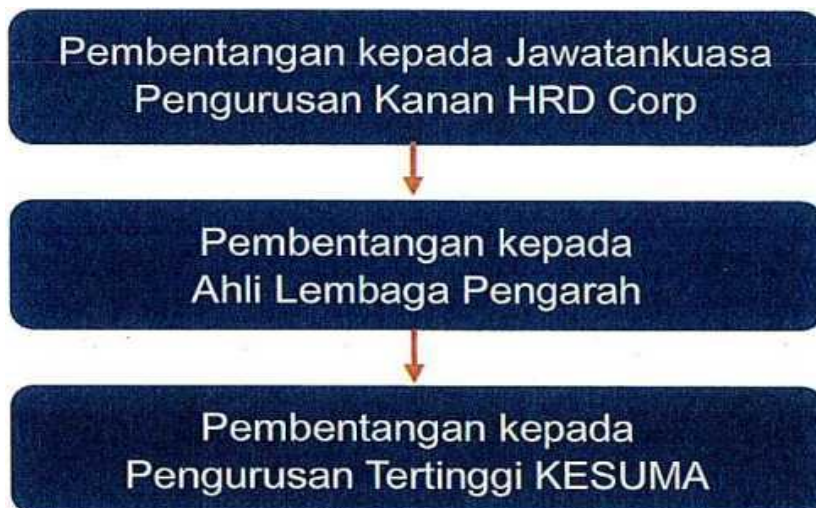 Pembentangan kepada Jawatankuasa
Pengurusan Kanan HRD Corp
Pembentangan kepada
Ahli Lembaga Pengarah
Pembentangan kepada
Pengurusan Tertinggi KESUMA